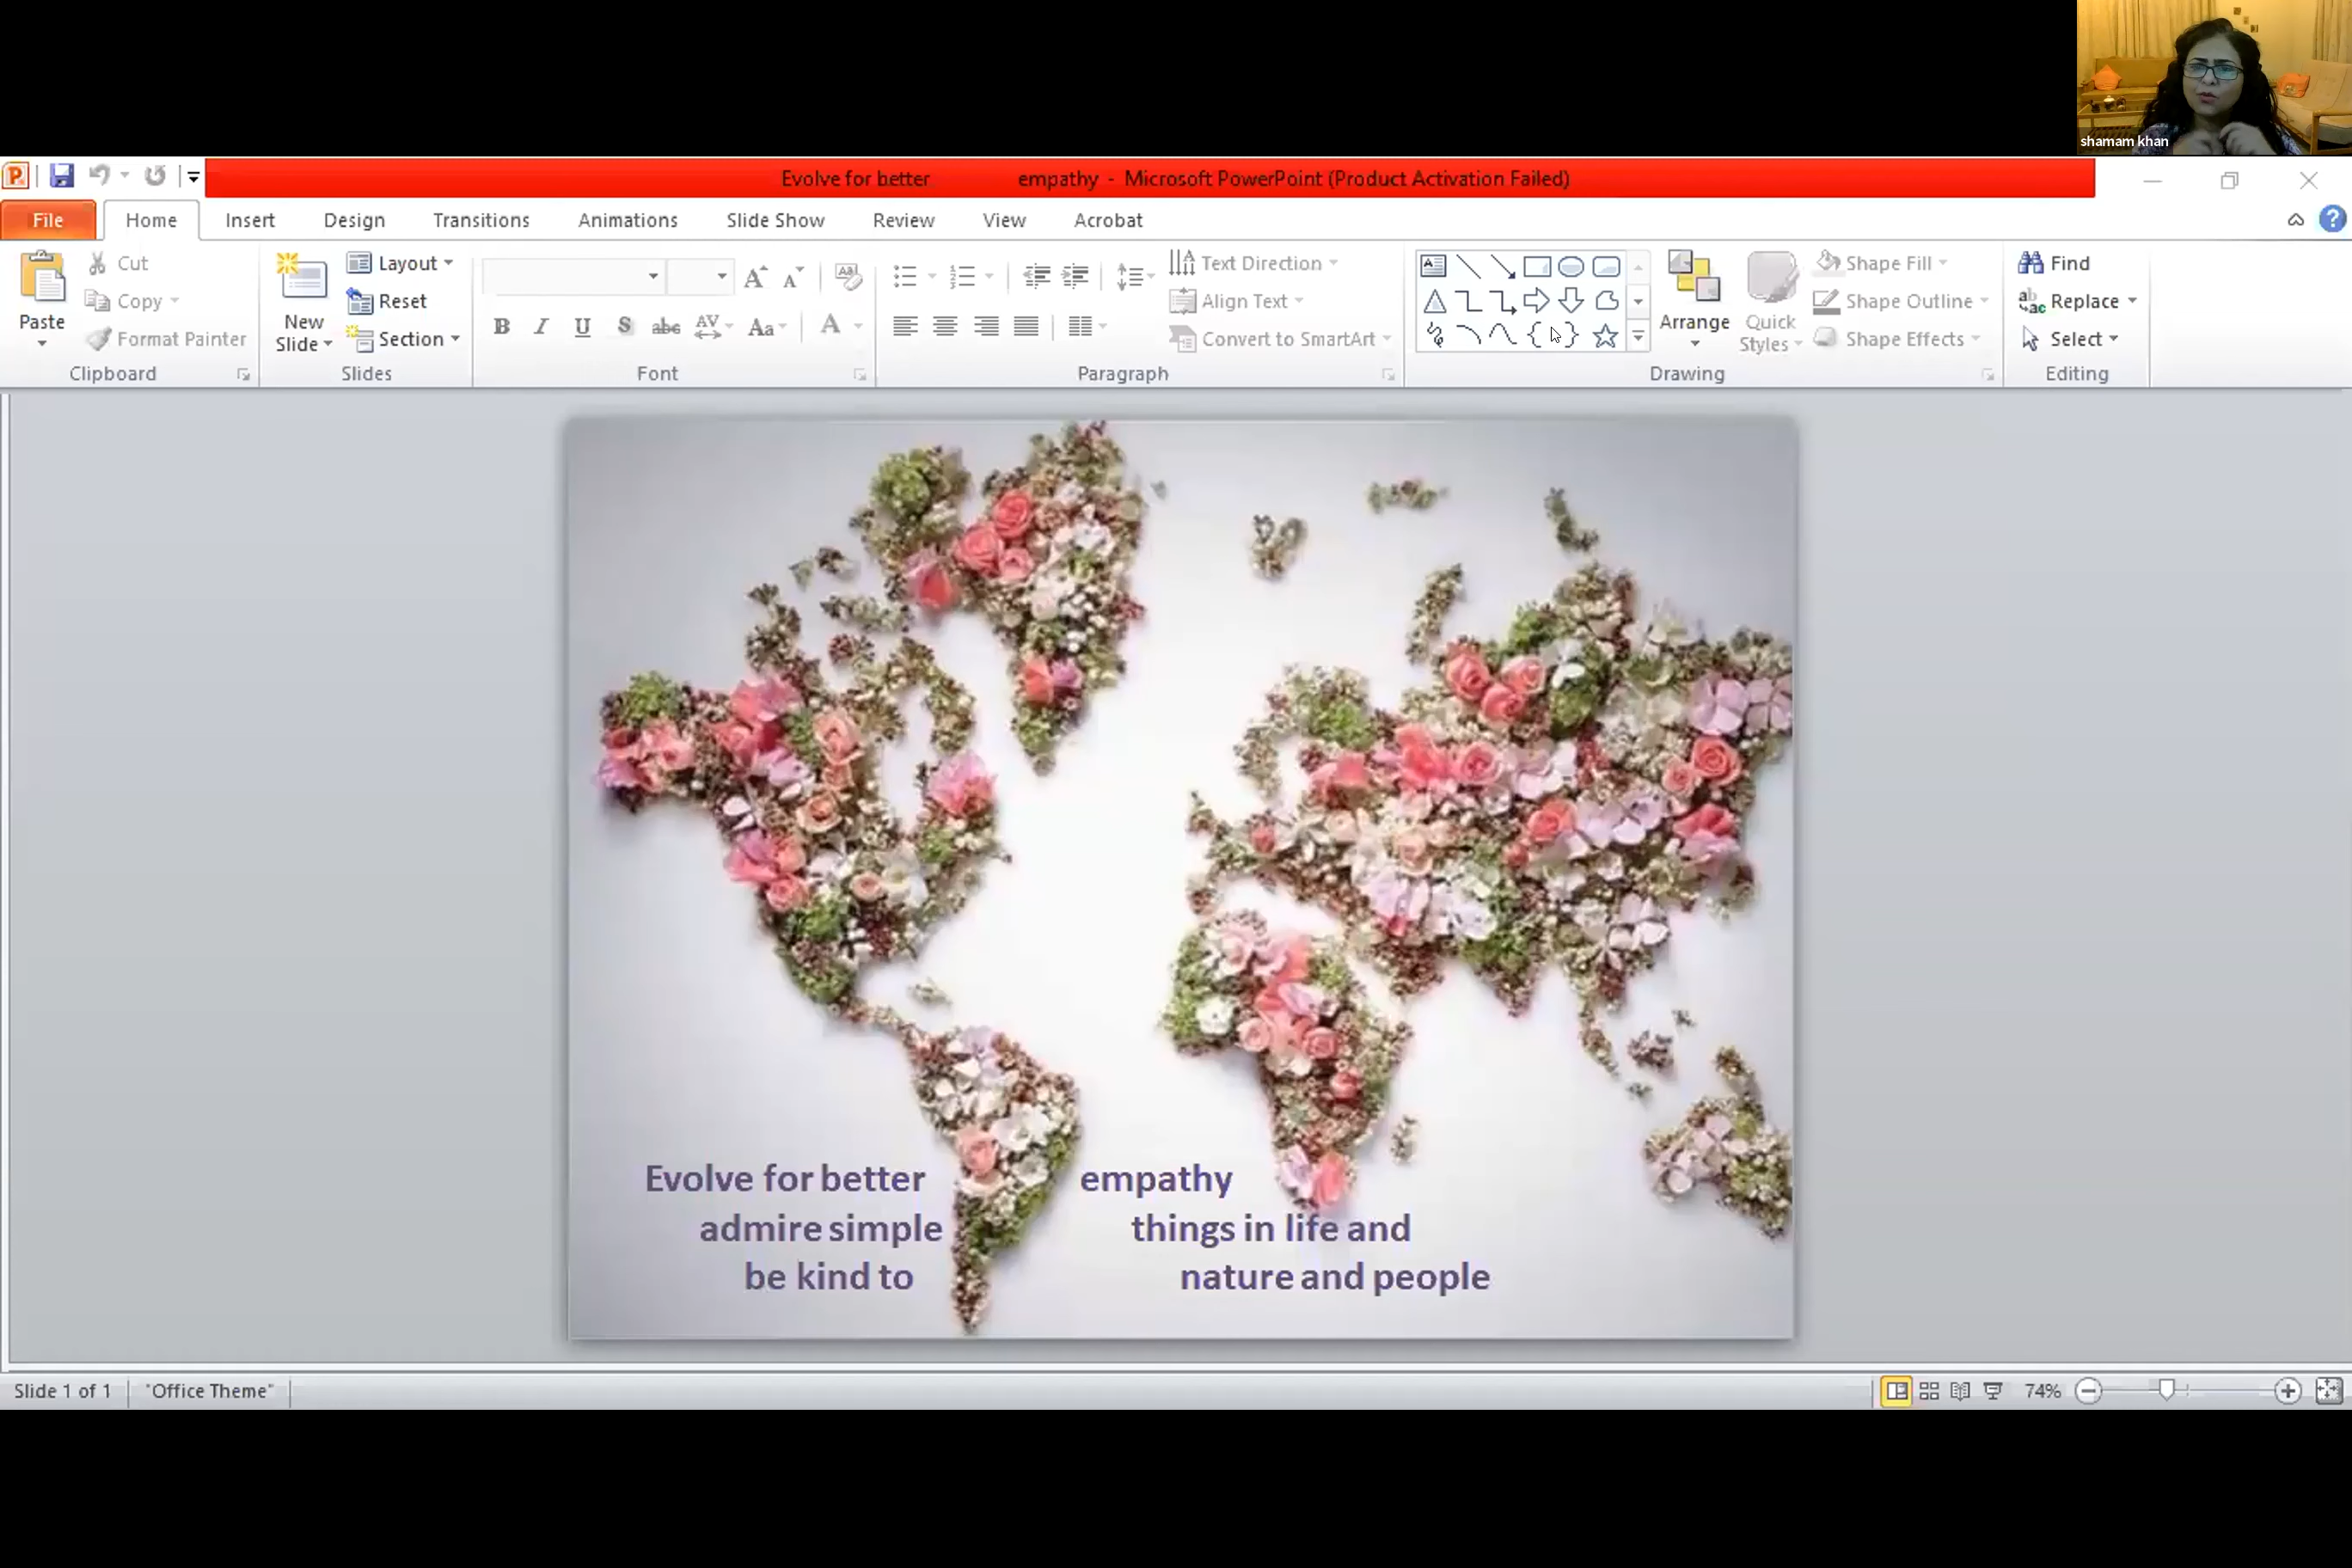 shamam khan
Evolve for better empathy - Microsoft PowerPoint (Product Activation Failed)
File Home Insert Design Transitions Animations Slide Show Review View Acrobat
Paste
Cut
Copy
Format Painter
Clipboard
New Slide
Layout
Reset
Section
Slides
Font
Text Direction
Align Text
Convert to SmartArt
Paragraph
Arrange
Quick Styles
Shape Fill
Shape Outline
Shape Effects
Drawing
Find
Replace
Select
Editing
Evolve for better empathy
admire simple things in life and
be kind to nature and people
Slide 1 of 1 "Office Theme" 74%